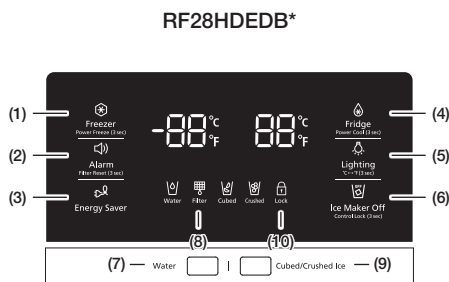 RF28HDEDB*
(1)
Freezer
Power Freeze (3 sec)
(2)
Alarm
Filter Reset (3 sec)
(3)
Energy Saver
-88 °C °F
88 °C °F
Water Filter Cubed Crushed Lock
(8) (10)
Fridge
Power Cool (3 sec)
(4)
Lighting
°C↔°F (3 sec)
(5)
OFF
Ice Maker Off
Control Lock (3 sec)
(6)
(7) Water | Cubed/Crushed Ice (9)